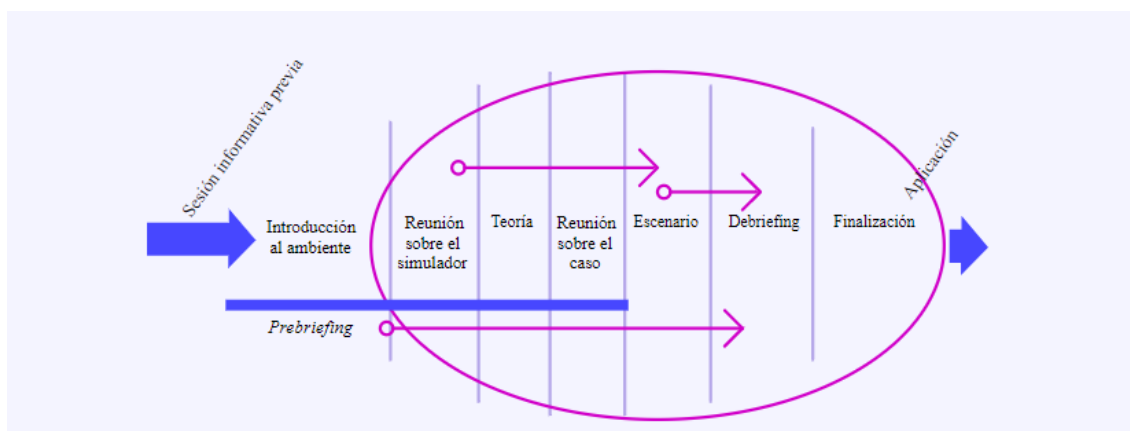 Sesión informativa previa
Introducción
al ambiente
Reunión
sobre el
simulador
Teoría
Reunión
sobre el
caso
Escenario
Debriefing
Finalización
Aplicación
Prebriefing